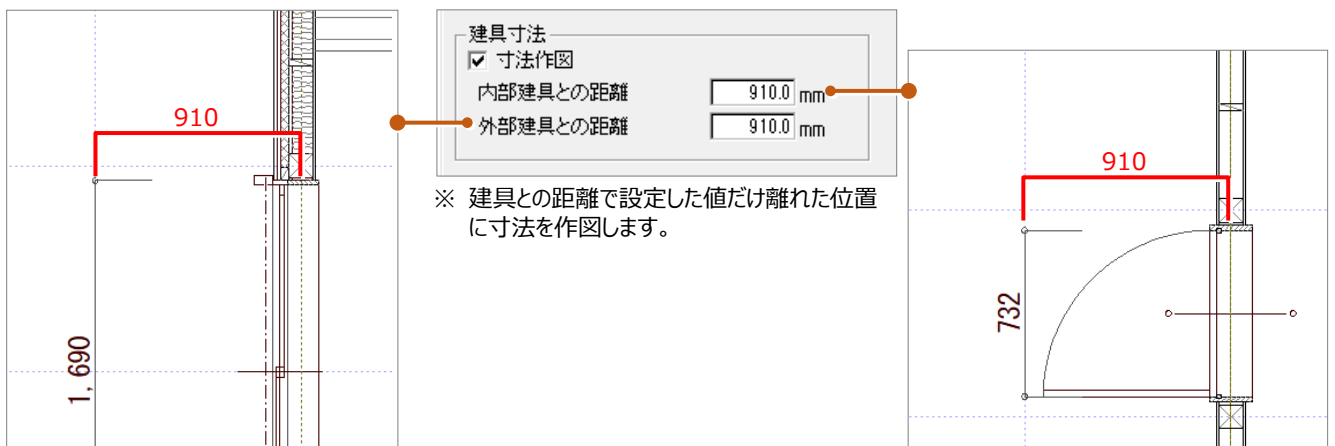 910
1,690
建具寸法
寸法作図
内部建具との距離 910.0 mm
外部建具との距離 910.0 mm
※ 建具との距離で設定した値だけ離れた位置
に寸法を作図します。
910
732